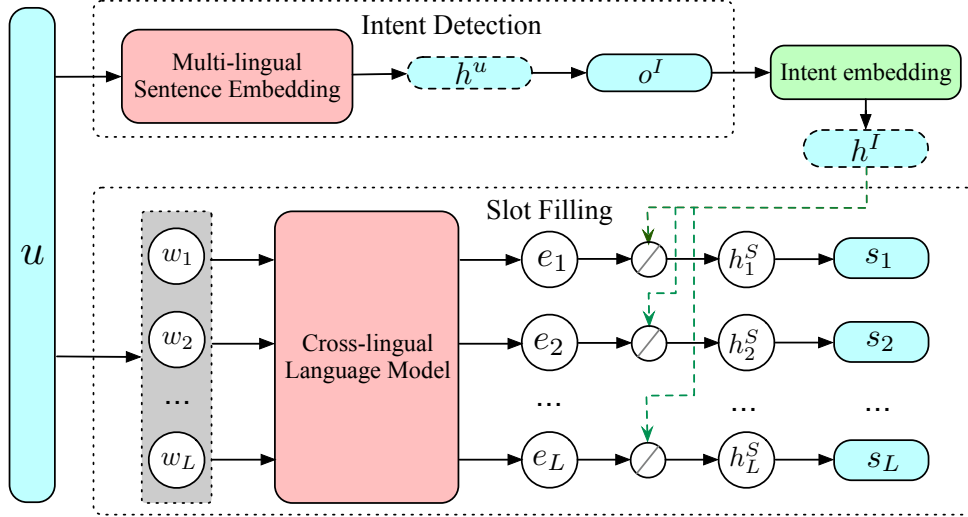 Intent Detection
u
Multi-lingual
Sentence Embedding
h^u
o^I
Intent embedding
h^I
Slot Filling
w_1
e_1
h_1^S
s_1
w_2
Cross-lingual
Language Model
e_2
h_2^S
s_2
... ... ... ...
w_L
e_L
h_L^S
s_L